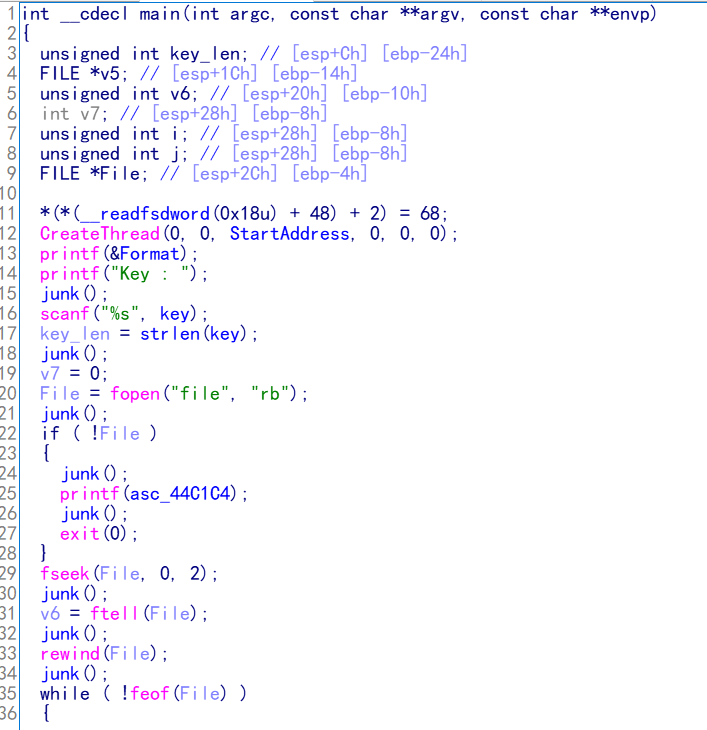 1 int __cdecl main(int argc, const char **argv, const char **envp)
2 {
3   unsigned int key_len; // [esp+Ch] [ebp-24h]
4   FILE *v5; // [esp+1Ch] [ebp-14h]
5   unsigned int v6; // [esp+20h] [ebp-10h]
6   int v7; // [esp+28h] [ebp-8h]
7   unsigned int i; // [esp+28h] [ebp-8h]
8   unsigned int j; // [esp+28h] [ebp-8h]
9   FILE *File; // [esp+2Ch] [ebp-4h]
10
11   *(*(__readfsdword(0x18u) + 48) + 2) = 68;
12   CreateThread(0, 0, StartAddress, 0, 0, 0);
13   printf(&Format);
14   printf("Key : ");
15   junk();
16   scanf("%s", key);
17   key_len = strlen(key);
18   junk();
19   v7 = 0;
20   File = fopen("file", "rb");
21   junk();
22   if ( !File )
23   {
24     junk();
25     printf(asc_44C1C4);
26     junk();
27     exit(0);
28   }
29   fseek(File, 0, 2);
30   junk();
31   v6 = ftell(File);
32   junk();
33   rewind(File);
34   junk();
35   while ( !feof(File) )
36   {